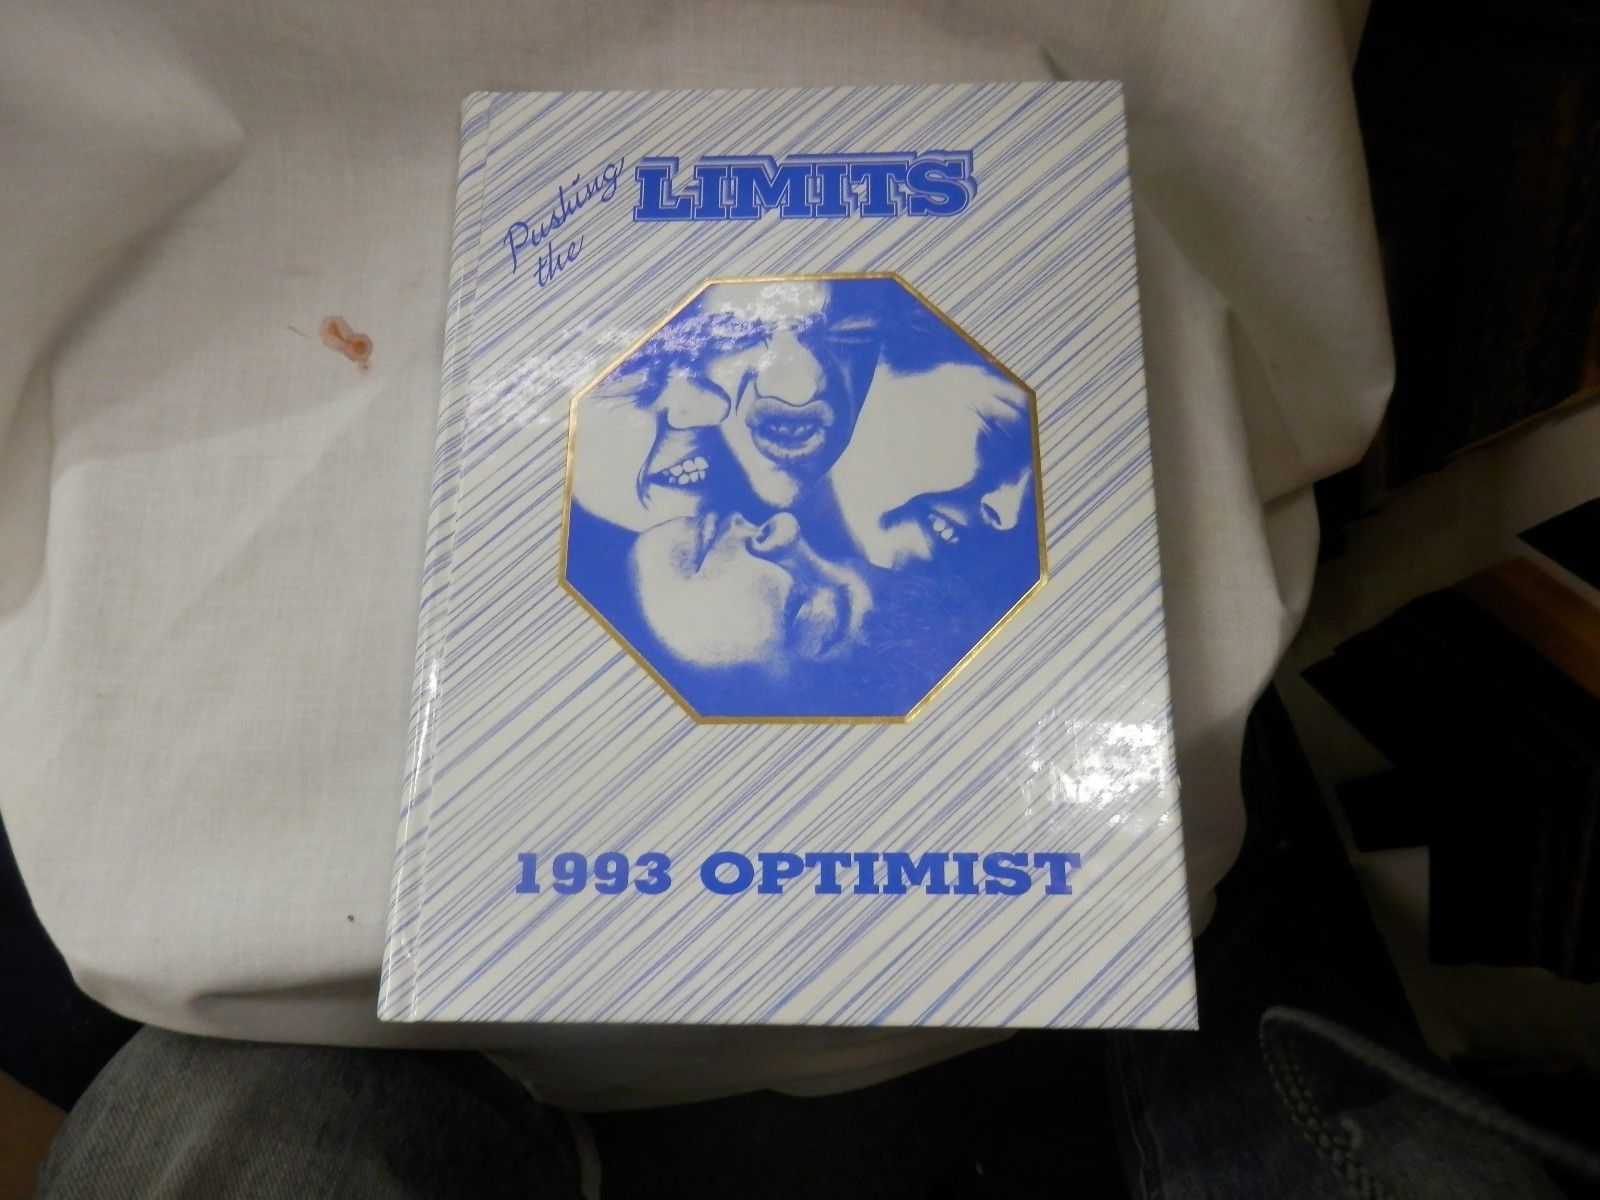 Pushing
the
LIMITS
1993 OPTIMIST